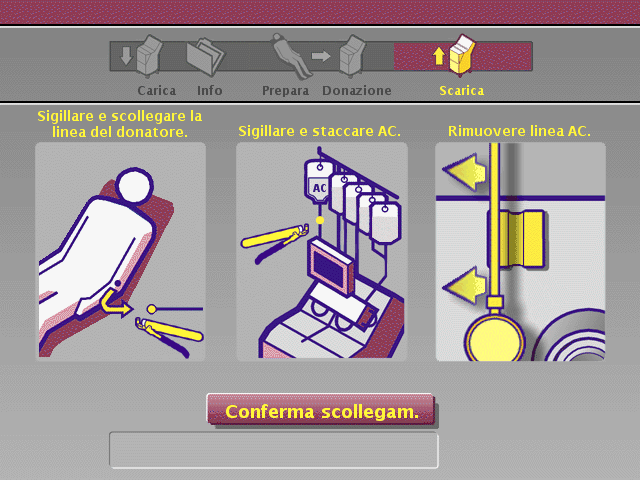 Carica Info Prepara Donazione Scarica
Sigillare e scollegare la
linea del donatore.
Sigillare e staccare AC.
Rimuovere linea AC.
AC
Conferma scollegam.